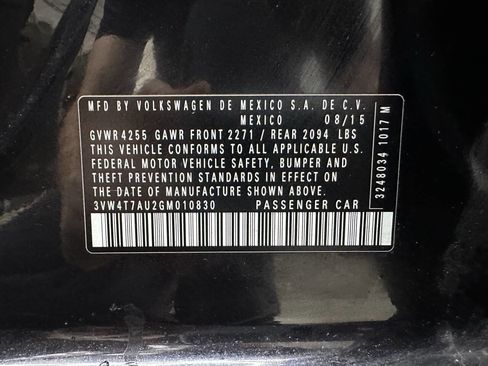 MFD BY VOLKSWAGEN DE MEXICO S.A. DE C.V.
MEXICO 08/15
GVWR 4255 GAWR FRONT 2271 / REAR 2094 LBS
THIS VEHICLE CONFORMS TO ALL APPLICABLE U.S.
FEDERAL MOTOR VEHICLE SAFETY, BUMPER AND
THEFT PREVENTION STANDARDS IN EFFECT ON
THE DATE OF MANUFACTURE SHOWN ABOVE.
3VW4T7AU2GM010830 PASSENGER CAR
3248034 1017 M